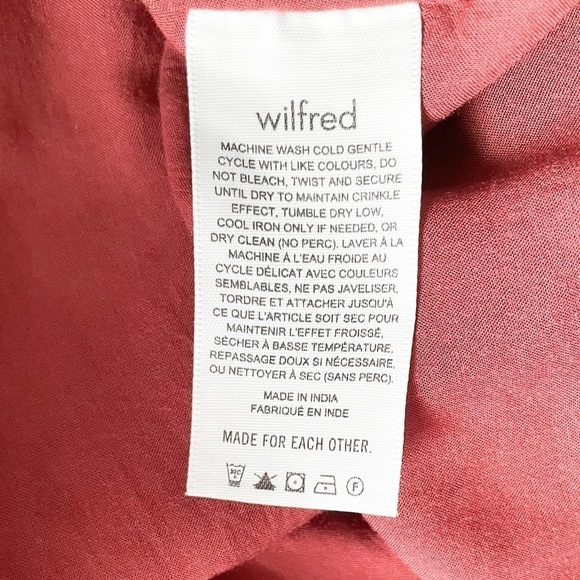 wilfred
MACHINE WASH COLD GENTLE
CYCLE WITH LIKE COLOURS, DO
NOT BLEACH, TWIST AND SECURE
UNTIL DRY TO MAINTAIN CRINKLE
EFFECT, TUMBLE DRY LOW,
COOL IRON ONLY IF NEEDED, OR
DRY CLEAN (NO PERC). LAVER À LA
MACHINE À L'EAU FROIDE AU
CYCLE DÉLICAT AVEC COULEURS
SEMBLABLES, NE PAS JAVELISER,
TORDRE ET ATTACHER JUSQU'À
CE QUE L'ARTICLE SOIT SEC POUR
MAINTENIR L'EFFET FROISSÉ,
SÉCHER À BASSE TEMPÉRATURE,
REPASSAGE DOUX SI NÉCESSAIRE,
OU NETTOYER À SEC (SANS PERC).
MADE IN INDIA
FABRIQUÉ EN INDE
MADE FOR EACH OTHER.
30C F